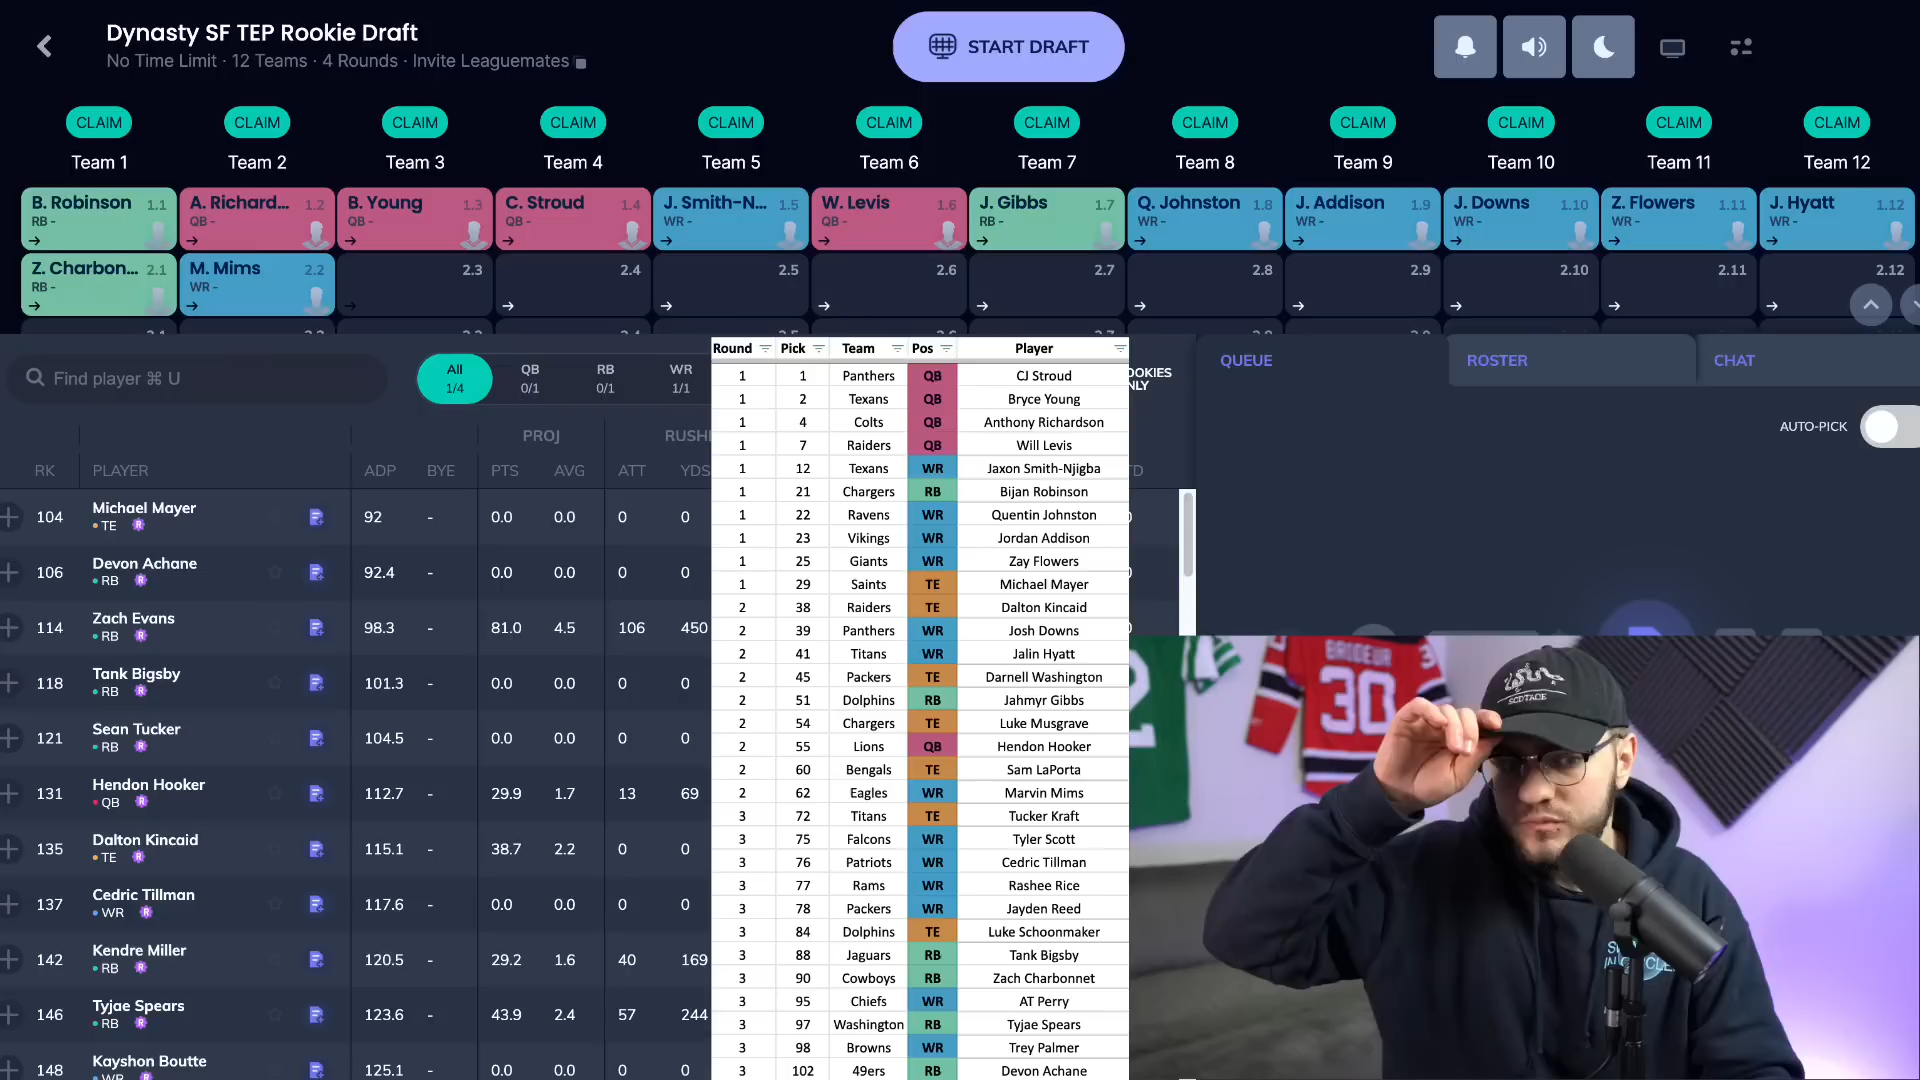 Dynasty SF TEP Rookie Draft
No Time Limit · 12 Teams · 4 Rounds · Invite Leaguemates
START DRAFT
CLAIM CLAIM CLAIM CLAIM CLAIM CLAIM CLAIM CLAIM CLAIM CLAIM CLAIM CLAIM
Team 1 Team 2 Team 3 Team 4 Team 5 Team 6 Team 7 Team 8 Team 9 Team 10 Team 11 Team 12
B. Robinson 1.1 A. Richard... 1.2 B. Young 1.3 C. Stroud 1.4 J. Smith-N... 1.5 W. Levis 1.6 J. Gibbs 1.7 Q. Johnston 1.8 J. Addison 1.9 J. Downs 1.10 Z. Flowers 1.11 J. Hyatt 1.12
RB - QB - QB - QB - WR - QB - RB - WR - WR - WR - WR - WR -
Z. Charbon... 2.1 M. Mims 2.2 2.3 2.4 2.5 2.6 2.7 2.8 2.9 2.10 2.11 2.12
RB - WR -
Find player ⌘ U
All QB RB WR
1/4 0/1 0/1 1/1
PROJ RUSHI
RK PLAYER ADP BYE PTS AVG ATT YDS
104 Michael Mayer 92 - 0.0 0.0 0 0
TE R
106 Devon Achane 92.4 - 0.0 0.0 0 0
RB R
114 Zach Evans 98.3 - 81.0 4.5 106 450
RB R
118 Tank Bigsby 101.3 - 0.0 0.0 0 0
RB R
121 Sean Tucker 104.5 - 0.0 0.0 0 0
RB R
131 Hendon Hooker 112.7 - 29.9 1.7 13 69
QB R
135 Dalton Kincaid 115.1 - 38.7 2.2 0 0
TE R
137 Cedric Tillman 117.6 - 0.0 0.0 0 0
WR R
142 Kendre Miller 120.5 - 29.2 1.6 40 169
RB R
146 Tyjae Spears 123.6 - 43.9 2.4 57 244
RB R
148 Kayshon Boutte 125.1 - 0.0 0.0 0 0
WR R
Round Pick Team Pos Player
1 1 Panthers QB CJ Stroud
1 2 Texans QB Bryce Young
1 4 Colts QB Anthony Richardson
1 7 Raiders QB Will Levis
1 12 Texans WR Jaxon Smith-Njigba
1 21 Chargers RB Bijan Robinson
1 22 Ravens WR Quentin Johnston
1 23 Vikings WR Jordan Addison
1 25 Giants WR Zay Flowers
1 29 Saints TE Michael Mayer
2 38 Raiders TE Dalton Kincaid
2 39 Panthers WR Josh Downs
2 41 Titans WR Jalin Hyatt
2 45 Packers TE Darnell Washington
2 51 Dolphins RB Jahmyr Gibbs
2 54 Chargers TE Luke Musgrave
2 55 Lions QB Hendon Hooker
2 60 Bengals TE Sam LaPorta
2 62 Eagles WR Marvin Mims
3 72 Titans TE Tucker Kraft
3 75 Falcons WR Tyler Scott
3 76 Patriots WR Cedric Tillman
3 77 Rams WR Rashee Rice
3 78 Packers WR Jayden Reed
3 84 Dolphins TE Luke Schoonmaker
3 88 Jaguars RB Tank Bigsby
3 90 Cowboys RB Zach Charbonnet
3 95 Chiefs WR AT Perry
3 97 Washington RB Tyjae Spears
3 98 Browns WR Trey Palmer
3 102 49ers RB Devon Achane
OOKIES
NLY
TD
QUEUE ROSTER CHAT
AUTO-PICK
BRODEUR
30
SCDTACE